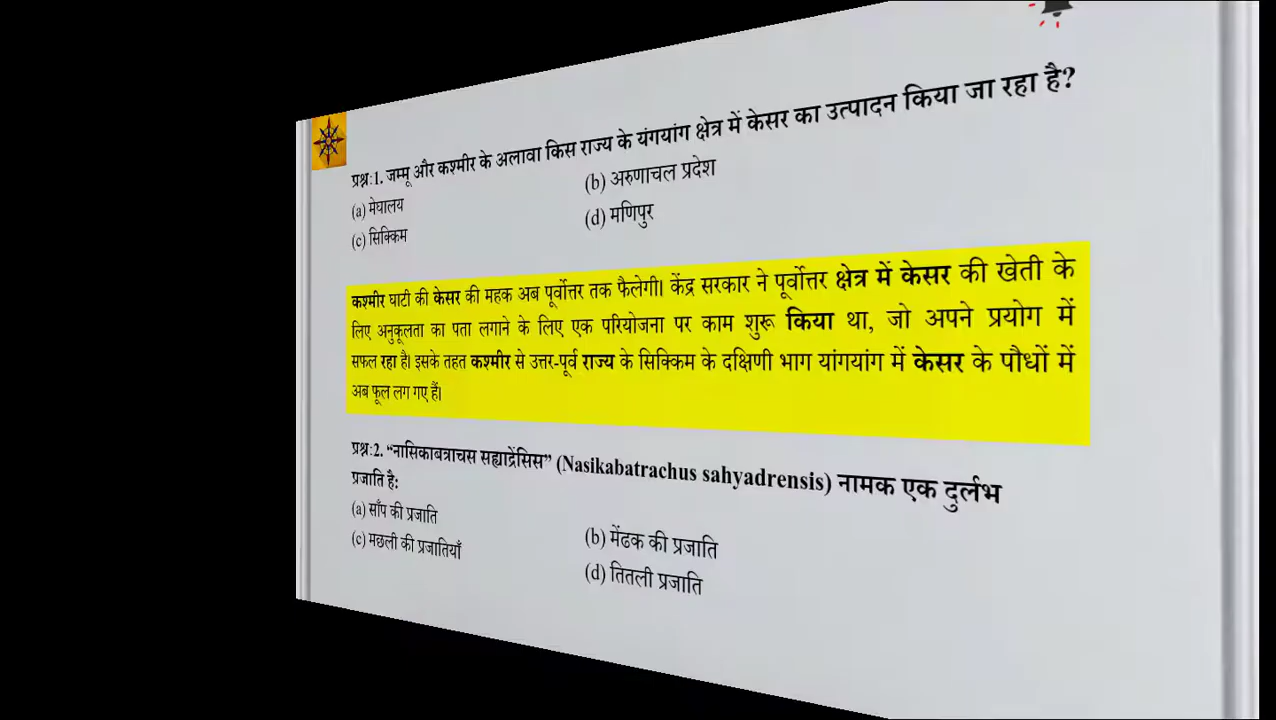 प्रश्न:1. जम्मू और कश्मीर के अलावा किस राज्य के यंगयांग क्षेत्र में केसर का उत्पादन किया जा रहा है?
(a) मेघालय (b) अरुणाचल प्रदेश
(c) सिक्किम (d) मणिपुर
कश्मीर घाटी की केसर की महक अब पूर्वोत्तर तक फैलेगी। केंद्र सरकार ने पूर्वोत्तर क्षेत्र में केसर की खेती के
लिए अनुकूलता का पता लगाने के लिए एक परियोजना पर काम शुरू किया था, जो अपने प्रयोग में
सफल रहा है। इसके तहत कश्मीर से उत्तर-पूर्व राज्य के सिक्किम के दक्षिणी भाग यांगयांग में केसर के पौधों में
अब फूल लग गए हैं।
प्रश्न:2. “नासिकाबत्राचस सह्याद्रेंसिस” (Nasikabatrachus sahyadrensis) नामक एक दुर्लभ
प्रजाति है:
(a) साँप की प्रजाति (b) मेंढक की प्रजाति
(c) मछली की प्रजातियाँ (d) तितली प्रजाति